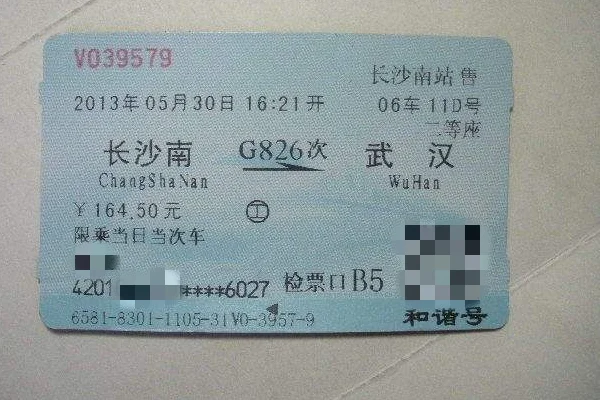 V039579
长沙南站 售
2013年05月30日 16:21开 06车 11D号
二等座
长沙南 G826次 武汉
ChangShaNan WuHan
￥164.50元 工
限乘当日当次车
4201 ****6027 检票口B5
6581-8301-1105-31V0-3957-9 和谐号